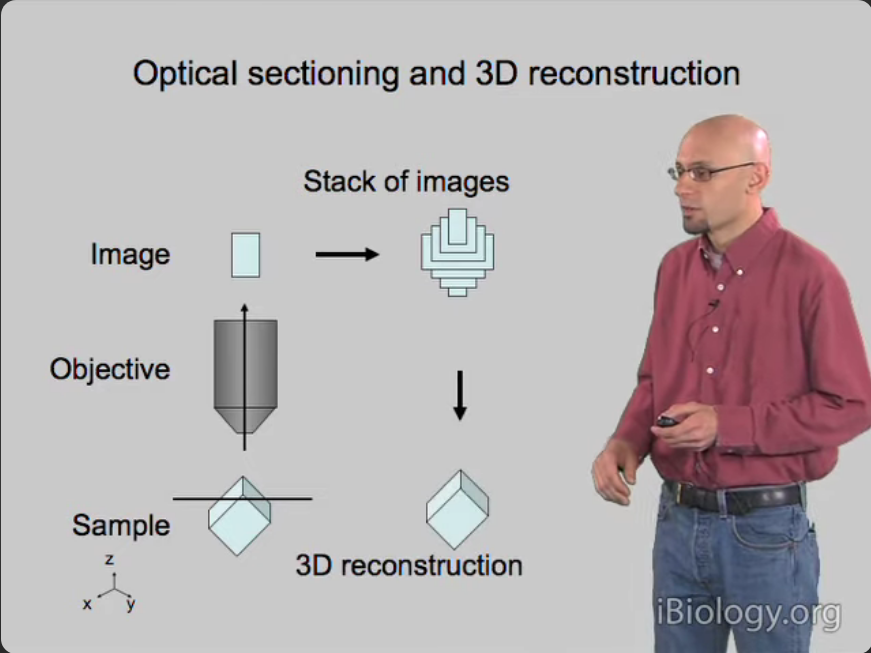 Optical sectioning and 3D reconstruction
Stack of images
Image
Objective
Sample
3D reconstruction
z
x
y
iBiology.org